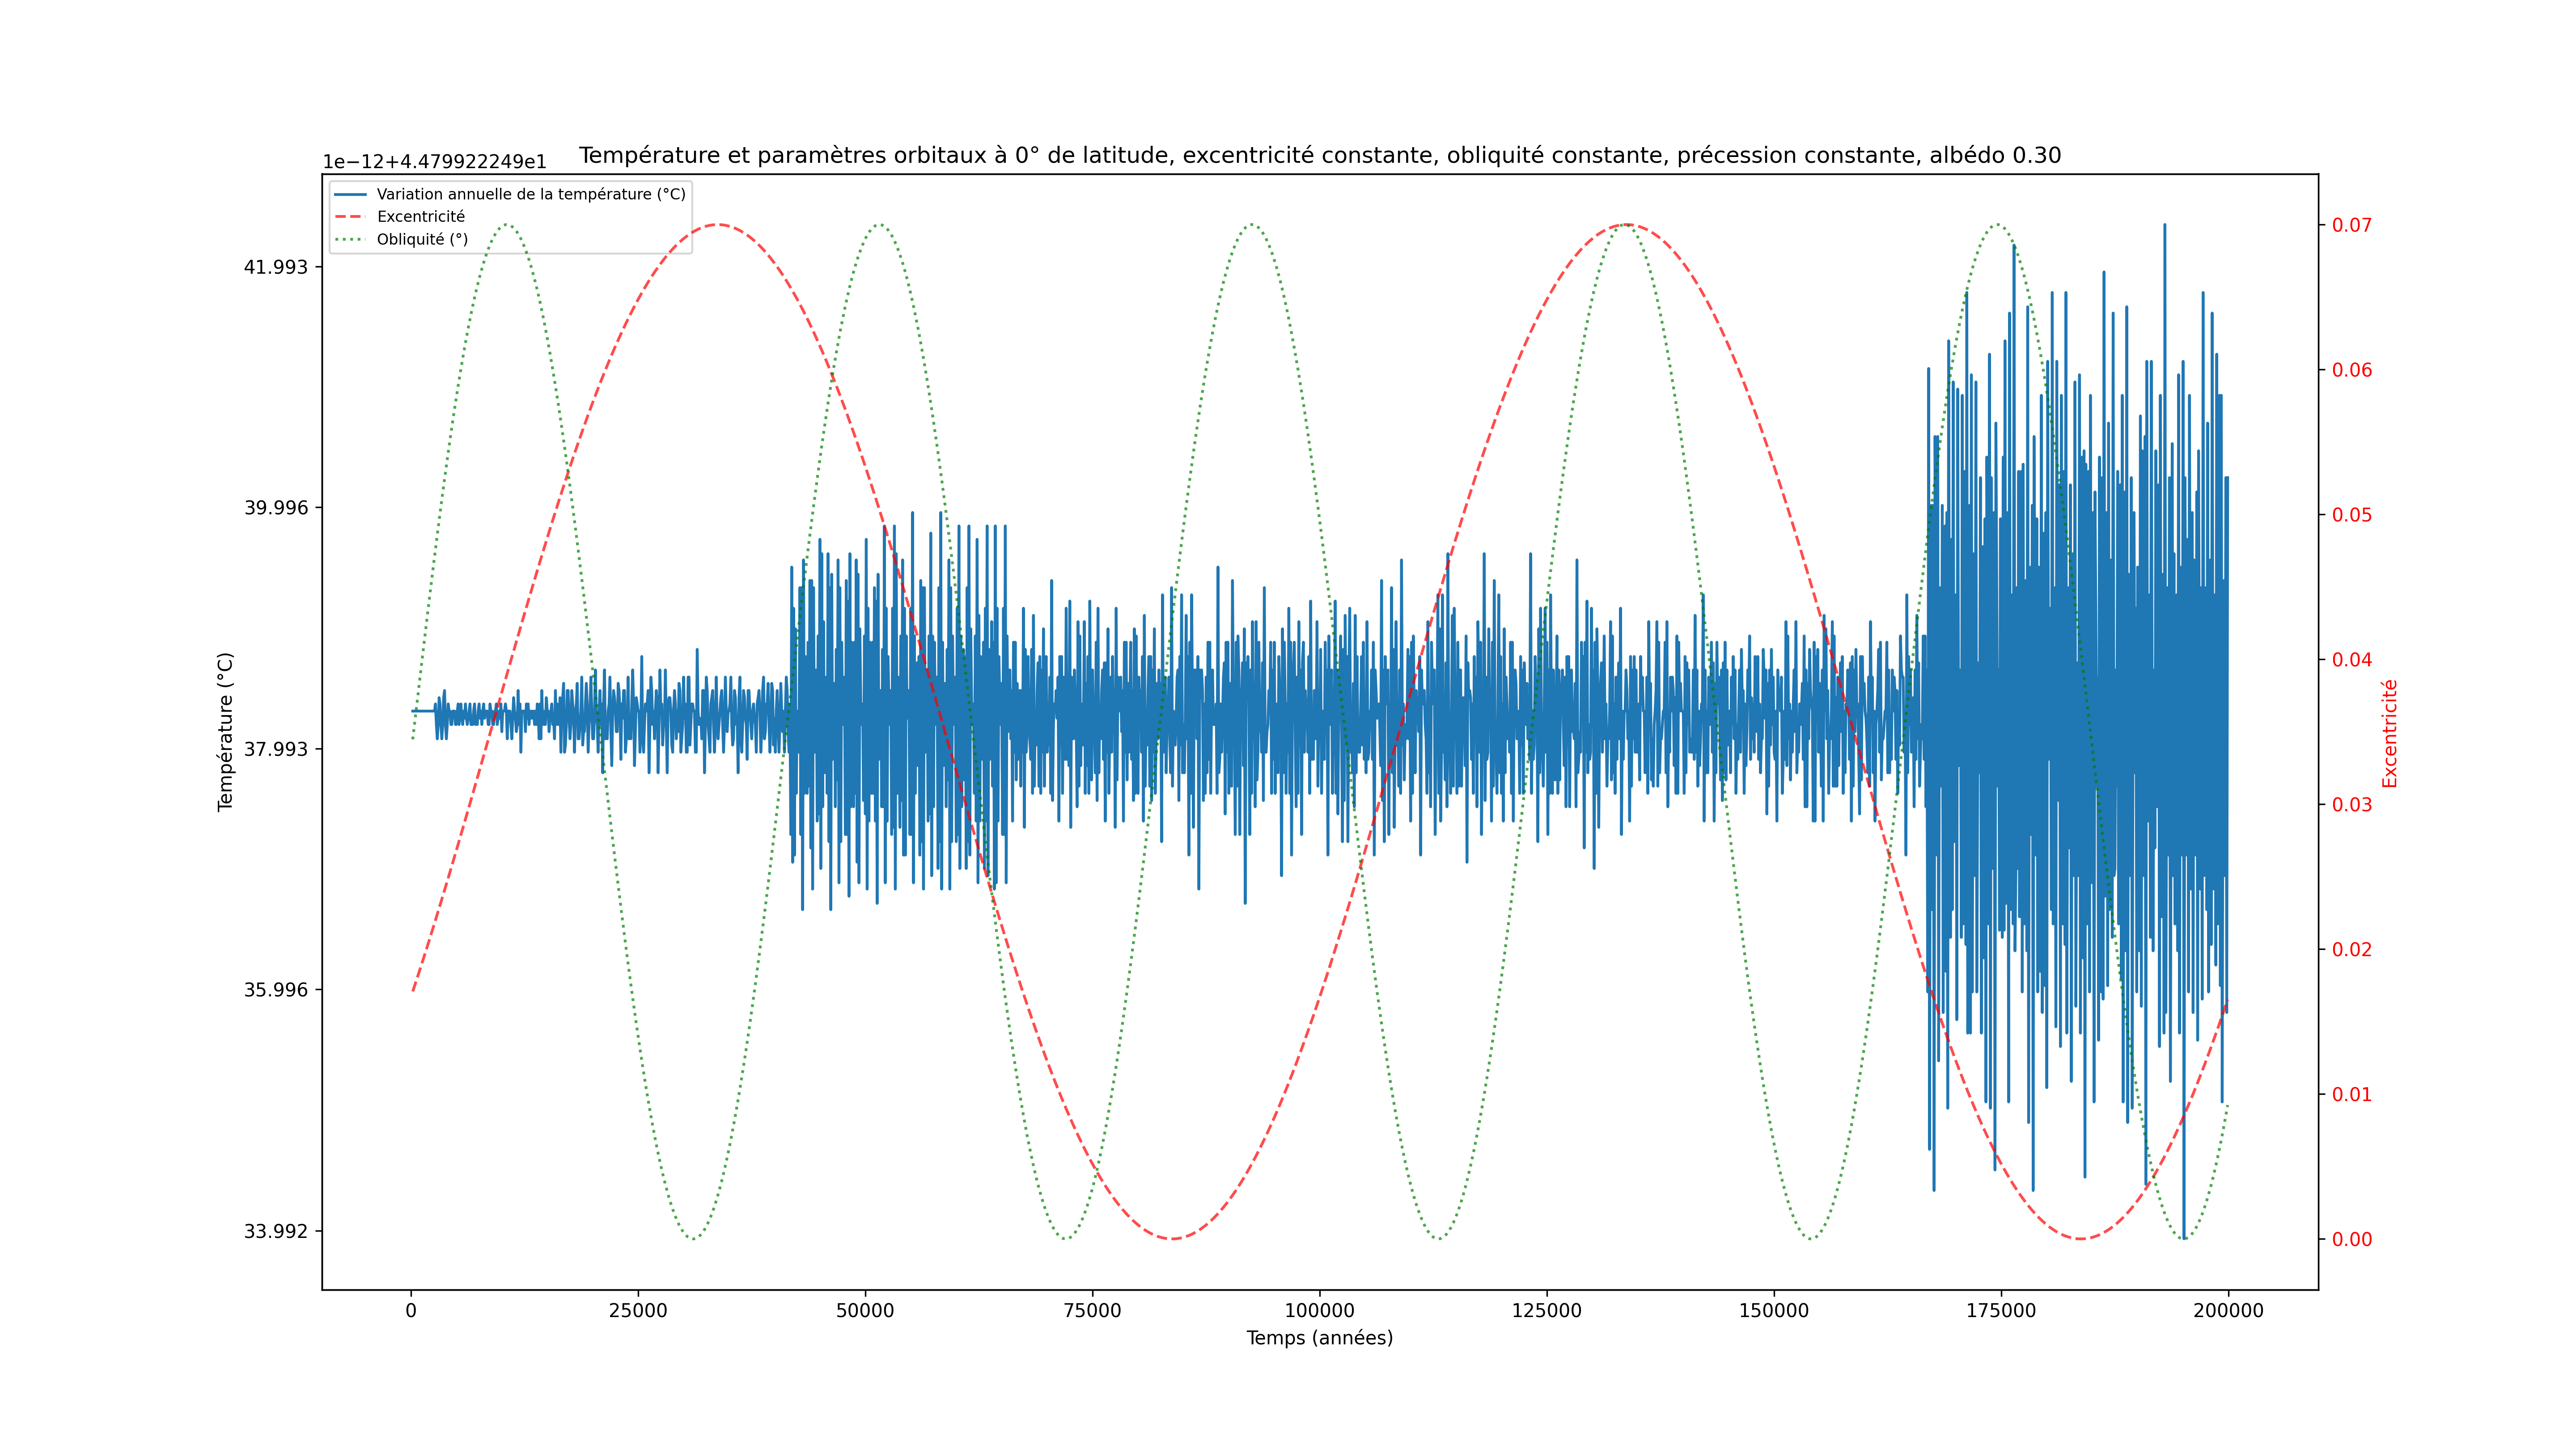 Température et paramètres orbitaux à 0° de latitude, excentricité constante, obliquité constante, précession constante, albédo 0.30
1e−12+4.479922249e1
Variation annuelle de la température (°C)
Excentricité
Obliquité (°)
41.993
39.996
37.993
35.996
33.992
Température (°C)
0.07
0.06
0.05
0.04
0.03
0.02
0.01
0.00
Excentricité
0 25000 50000 75000 100000 125000 150000 175000 200000
Temps (années)